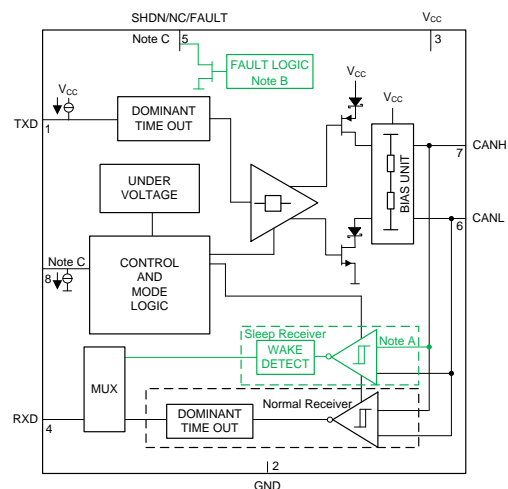 SHDN/NC/FAULT
VCC
Note C
5
3
FAULT LOGIC
Note B
VCC
VCC
VCC
TXD
1
DOMINANT
TIME OUT
BIAS UNIT
CANH
7
UNDER
VOLTAGE
CANL
6
Note C
8
CONTROL
AND
MODE
LOGIC
Sleep Receiver
Note A
WAKE
DETECT
MUX
Normal Receiver
RXD
4
DOMINANT
TIME OUT
2
GND